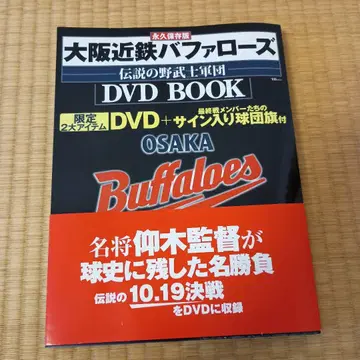 永久保存版
大阪近鉄バファローズ
伝説の野武士軍団
DVD BOOK
限定
2大アイテム
DVD+最終戦メンバーたちのサイン入り球団旗付
OSAKA
Buffaloes
名将 仰木監督が
球史に残した名勝負
伝説の10.19決戦
をDVDに収録